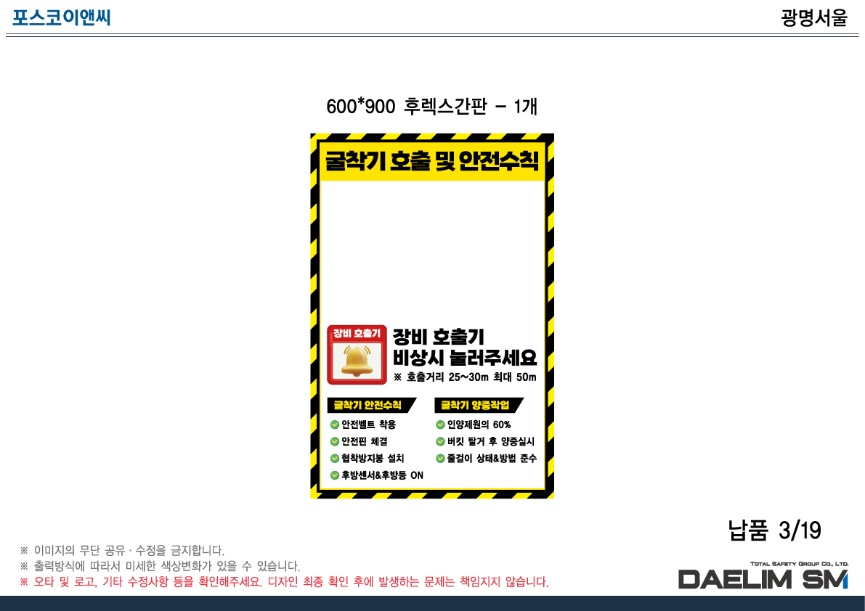 포스코이앤씨
광명서울
600*900 후렉스간판 - 1개
굴착기 호출 및 안전수칙
장비 호출기
장비 호출기
비상시 눌러주세요
※ 호출거리 25~30m 최대 50m
굴착기 안전수칙
안전벨트 착용
안전핀 체결
협착방지봉 설치
후방센서&후방등 ON
굴착기 양중작업
인양제원의 60%
버킷 탈거 후 양중실시
줄걸이 상태&방법 준수
납품 3/19
※ 이미지의 무단 공유 · 수정을 금지합니다.
※ 출력방식에 따라서 미세한 색상변화가 있을 수 있습니다.
※ 오타 및 로고, 기타 수정사항 등을 확인해주세요. 디자인 최종 확인 후에 발생하는 문제는 책임지지 않습니다.
TOTAL SAFETY GROUP CO., LTD.
DAELIM SM